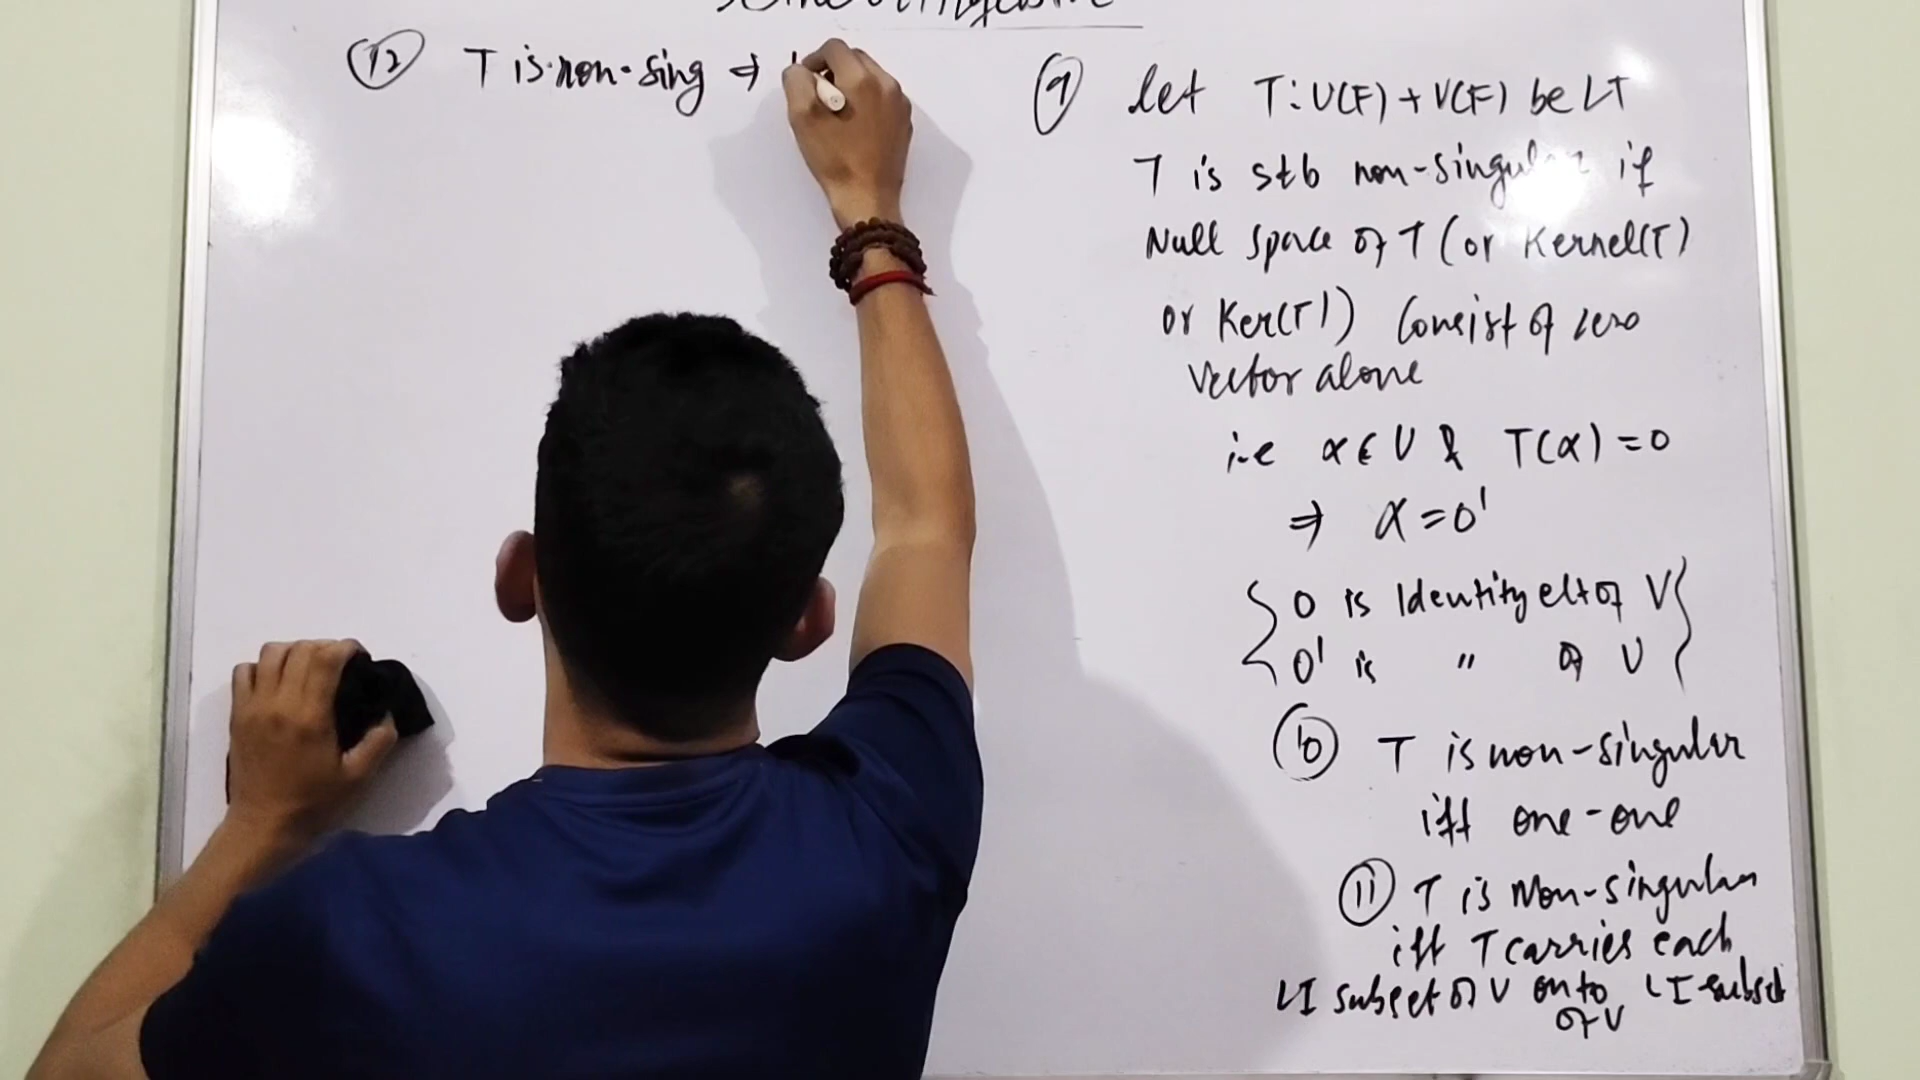 (12) T is non-sing ⇒
(9) let T: U(F) → V(F) be LT
T is stb non-singular if
Null space of T (or Kernel(T)
or Ker(T)) Consist of zero
vector alone
i.e α ∈ U & T(α) = 0
⇒ α = 0'
{ 0 is Identity elt of V }
{ 0' is " of U }
(10) T is non-singular
iff one-one
(11) T is Non-singular
iff T carries each
LI subset of U onto LI subset
of V